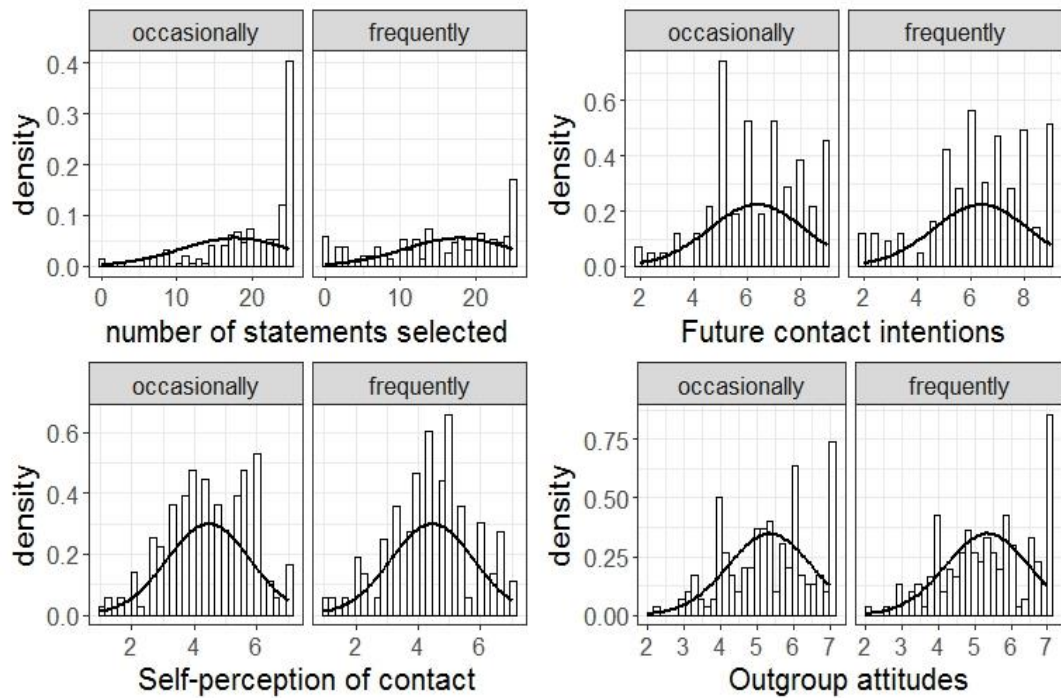 occasionally
frequently
density
0.4
0.3
0.2
0.1
0.0
0 10 20
0 10 20
number of statements selected
occasionally
frequently
density
0.6
0.4
0.2
0.0
2 4 6 8
2 4 6 8
Future contact intentions
occasionally
frequently
density
0.6
0.4
0.2
0.0
2 4 6
2 4 6
Self-perception of contact
occasionally
frequently
density
0.75
0.50
0.25
0.00
2 3 4 5 6 7
2 3 4 5 6 7
Outgroup attitudes